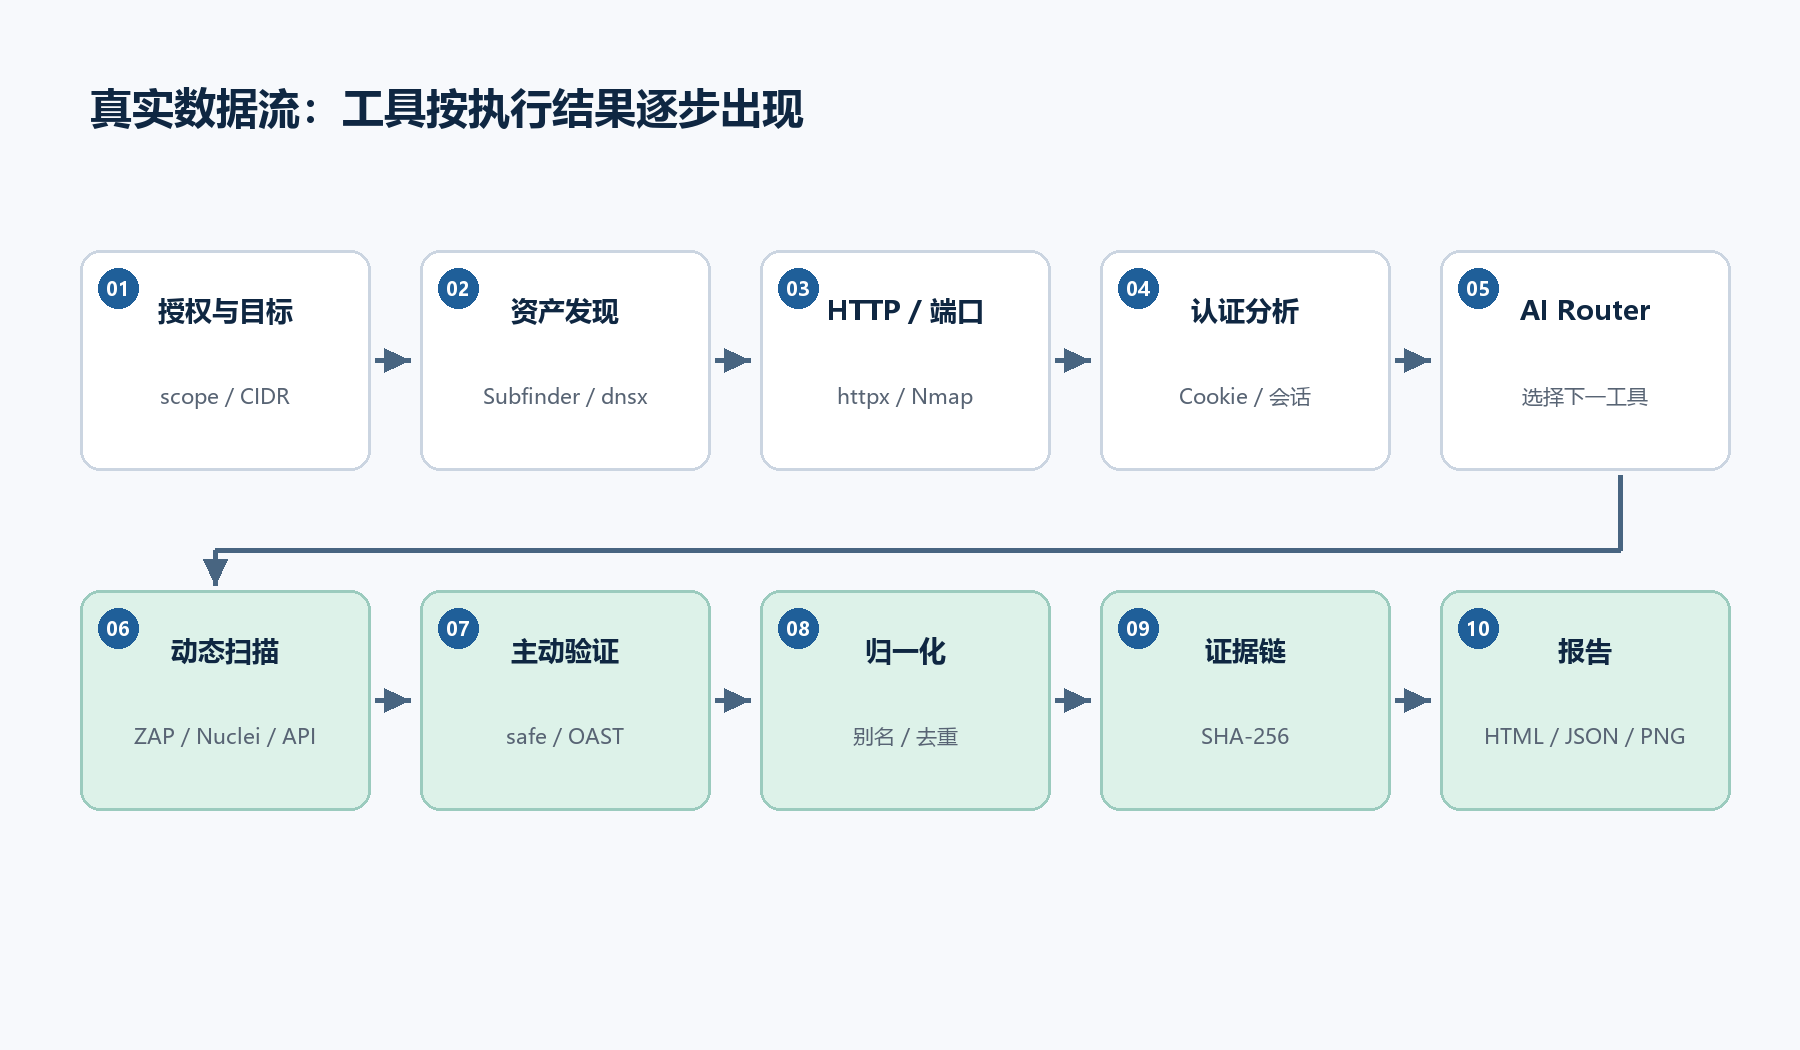 真实数据流：工具按执行结果逐步出现
01
授权与目标
scope / CIDR
02
资产发现
Subfinder / dnsx
03
HTTP / 端口
httpx / Nmap
04
认证分析
Cookie / 会话
05
AI Router
选择下一工具
06
动态扫描
ZAP / Nuclei / API
07
主动验证
safe / OAST
08
归一化
别名 / 去重
09
证据链
SHA-256
10
报告
HTML / JSON / PNG